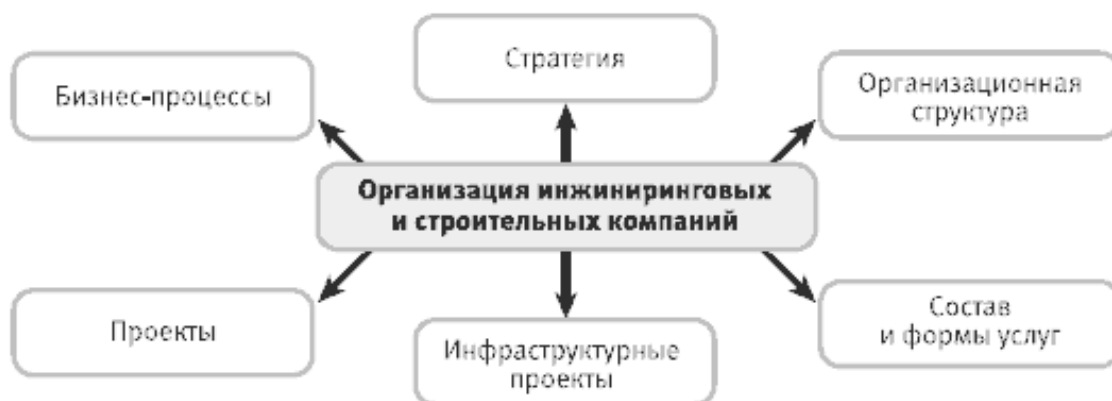 Стратегия
Бизнес-процессы
Организационная
структура
Организация инжиниринговых
и строительных компаний
Проекты
Инфраструктурные
проекты
Состав
и формы услуг